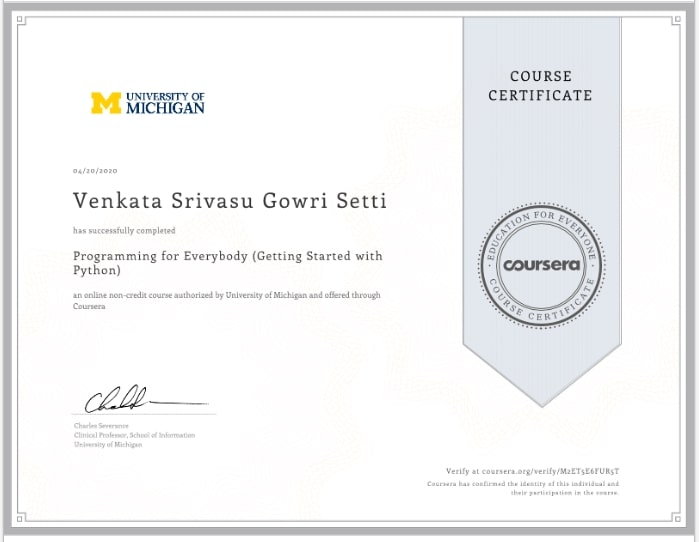 UNIVERSITY OF
MICHIGAN
COURSE
CERTIFICATE
04/20/2020
Venkata Srivasu Gowri Setti
has successfully completed
Programming for Everybody (Getting Started with
Python)
an online non-credit course authorized by University of Michigan and offered through
Coursera
EDUCATION FOR EVERYONE
coursera
COURSE CERTIFICATE
Charles Severance
Clinical Professor, School of Information
University of Michigan
Verify at coursera.org/verify/M2ET5E6FUR5T
Coursera has confirmed the identity of this individual and
their participation in the course.